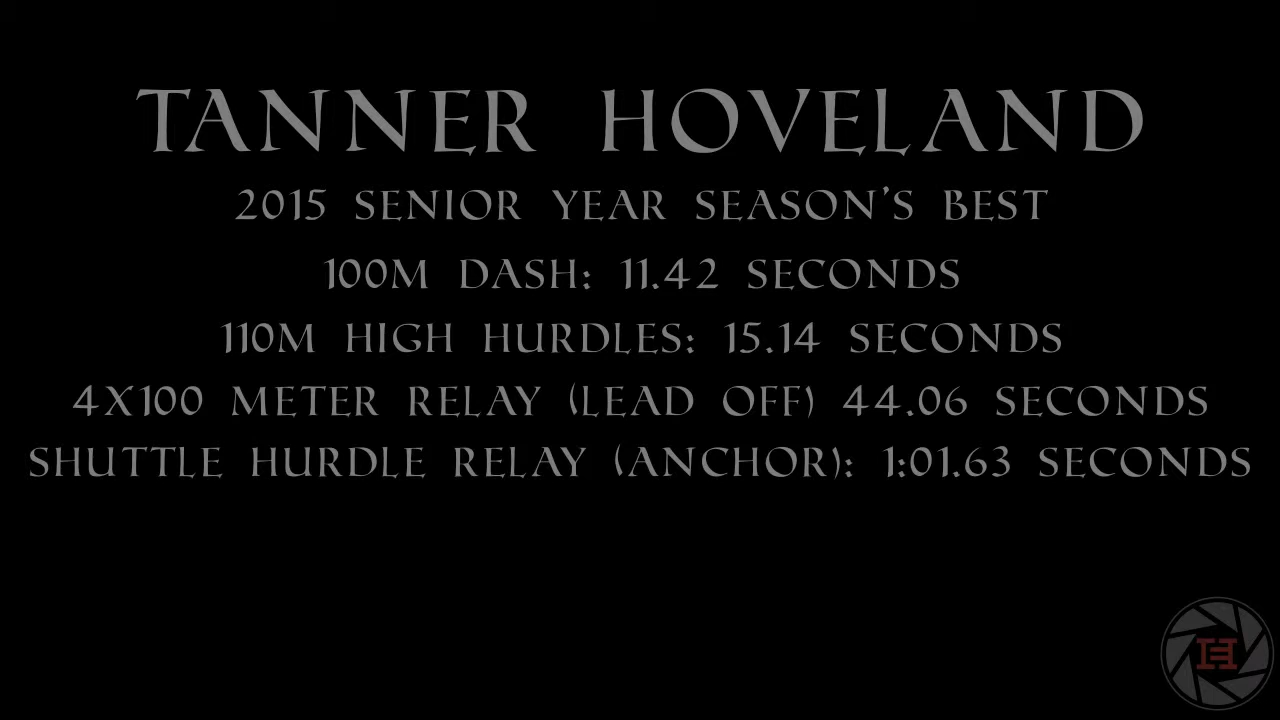 TANNER HOVELAND
2015 SENIOR YEAR SEASON'S BEST
100M DASH: 11.42 SECONDS
110M HIGH HURDLES: 15.14 SECONDS
4X100 METER RELAY (LEAD OFF) 44.06 SECONDS
SHUTTLE HURDLE RELAY (ANCHOR): 1:01.63 SECONDS
H